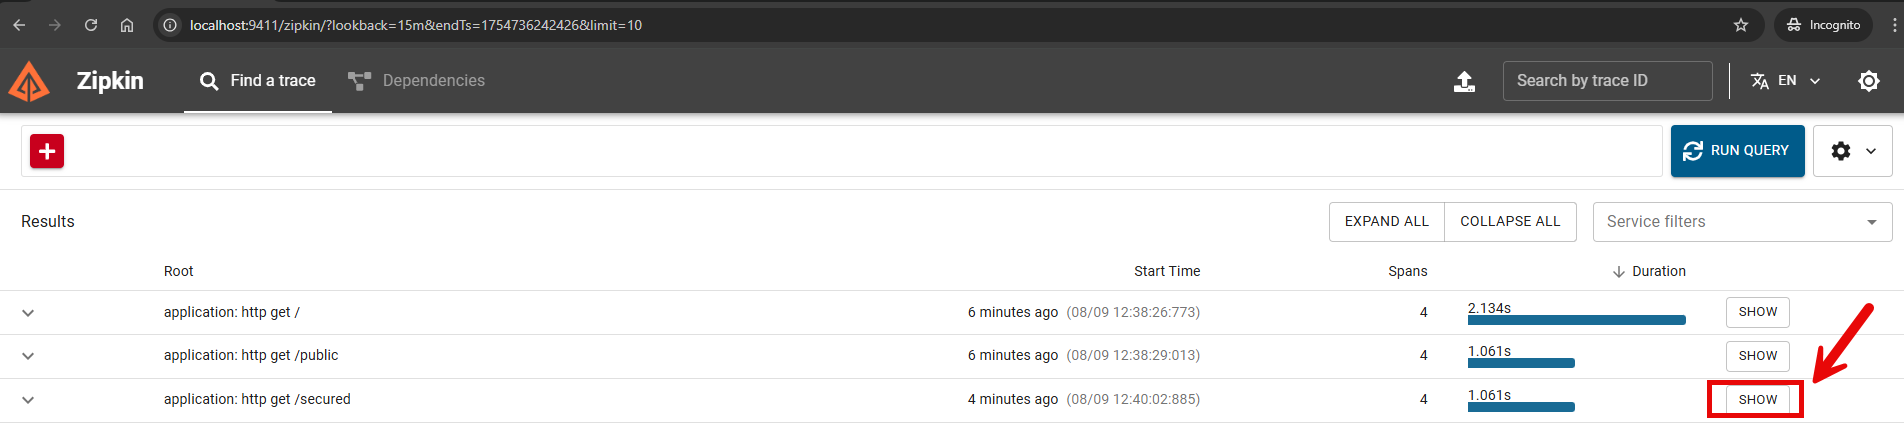 localhost:9411/zipkin/?lookback=15m&endTs=1754736242426&limit=10 Incognito
Zipkin Find a trace Dependencies Search by trace ID EN
RUN QUERY
Results EXPAND ALL COLLAPSE ALL Service filters
Root Start Time Spans Duration
application: http get / 6 minutes ago (08/09 12:38:26:773) 4 2.134s SHOW
application: http get /public 6 minutes ago (08/09 12:38:29:013) 4 1.061s SHOW
application: http get /secured 4 minutes ago (08/09 12:40:02:885) 4 1.061s SHOW